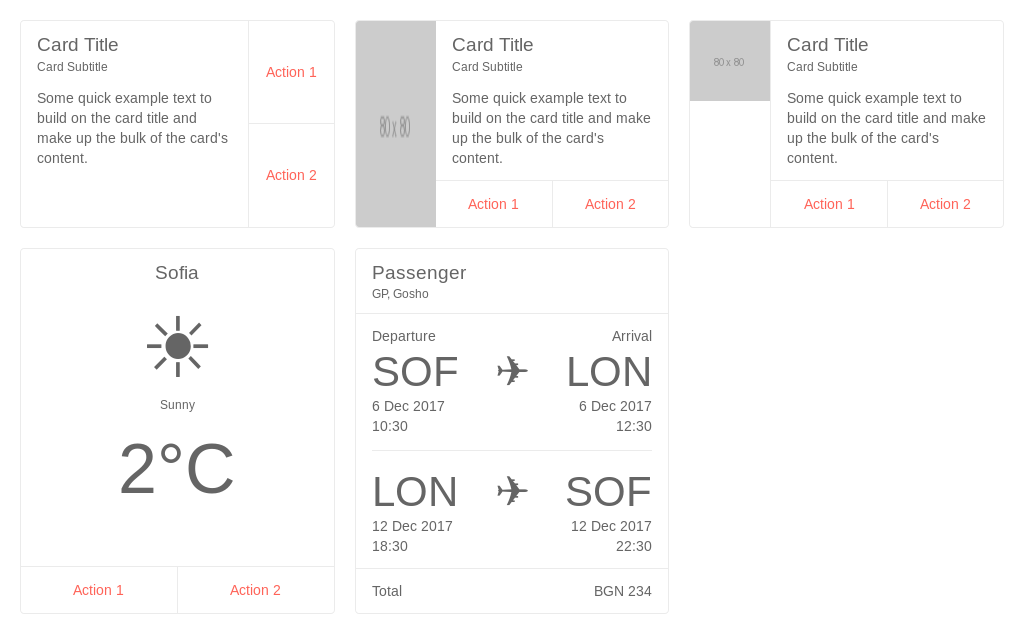 Card Title
Card Subtitle
Some quick example text to
build on the card title and
make up the bulk of the card's
content.
Action 1
Action 2
80 x 80
Card Title
Card Subtitle
Some quick example text to
build on the card title and make
up the bulk of the card's
content.
Action 1
Action 2
80 x 80
Card Title
Card Subtitle
Some quick example text to
build on the card title and make
up the bulk of the card's
content.
Action 1
Action 2
Sofia
Sunny
2°C
Action 1
Action 2
Passenger
GP, Gosho
Departure Arrival
SOF ✈ LON
6 Dec 2017 6 Dec 2017
10:30 12:30
LON ✈ SOF
12 Dec 2017 12 Dec 2017
18:30 22:30
Total BGN 234